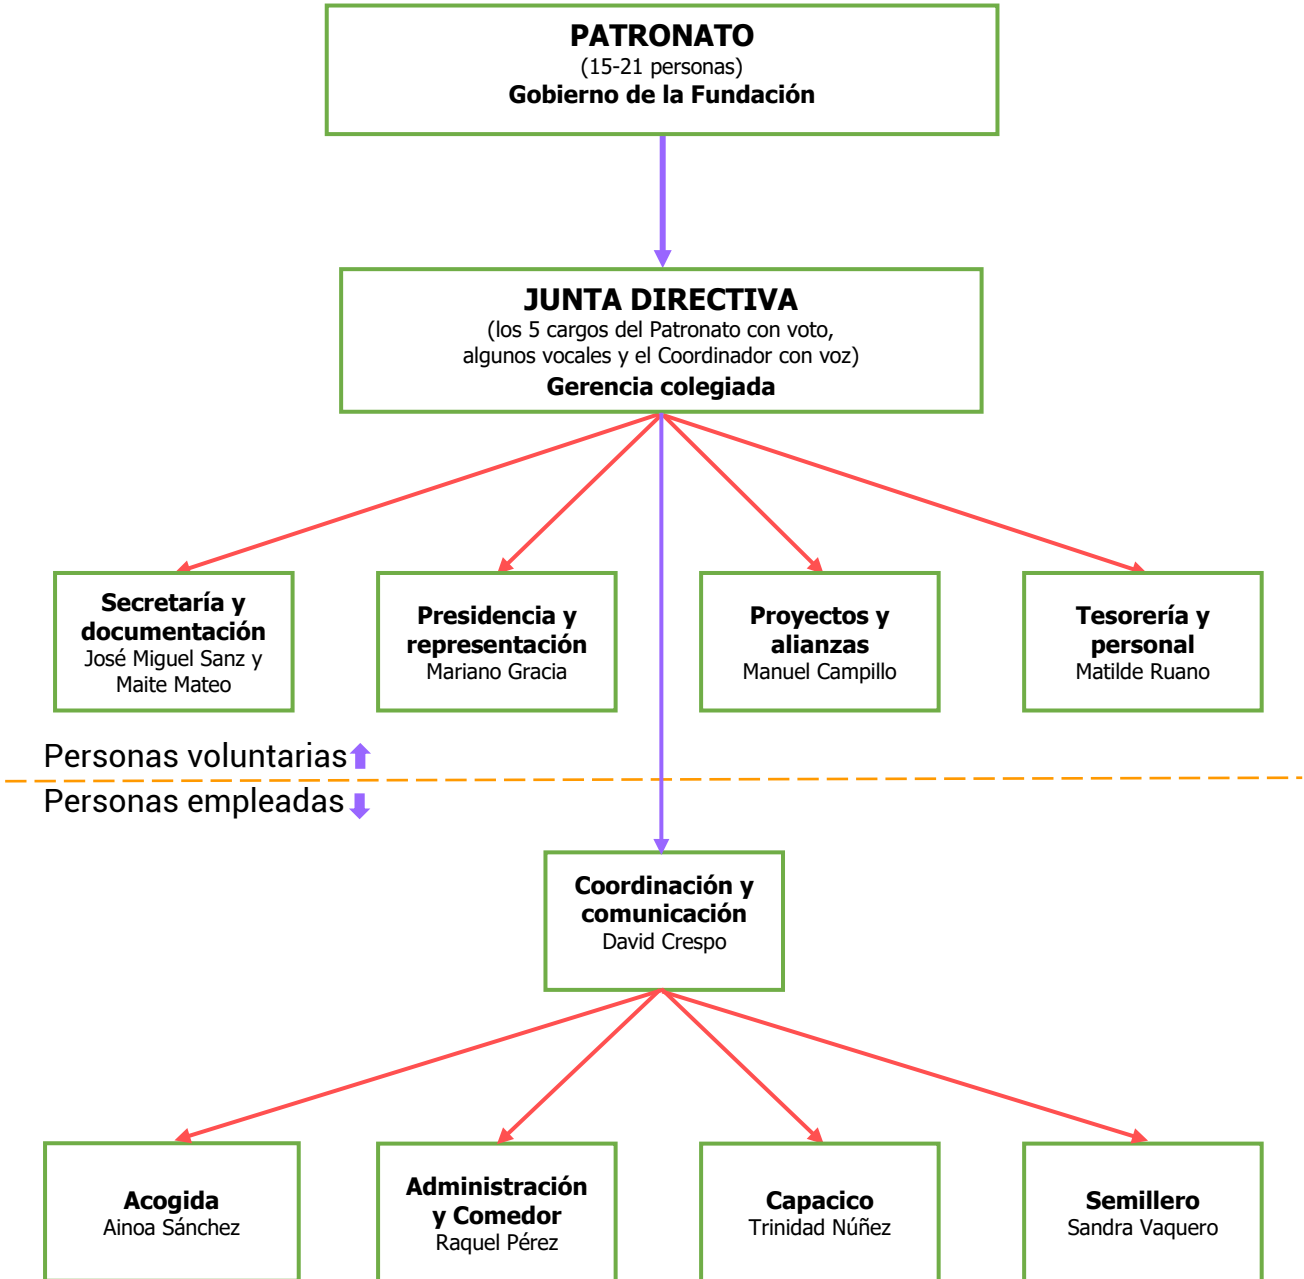 PATRONATO
(15-21 personas)
Gobierno de la Fundación
JUNTA DIRECTIVA
(los 5 cargos del Patronato con voto,
algunos vocales y el Coordinador con voz)
Gerencia colegiada
Secretaría y
documentación
José Miguel Sanz y
Maite Mateo
Presidencia y
representación
Mariano Gracia
Proyectos y
alianzas
Manuel Campillo
Tesorería y
personal
Matilde Ruano
Personas voluntarias
Personas empleadas
Coordinación y
comunicación
David Crespo
Acogida
Ainoa Sánchez
Administración
y Comedor
Raquel Pérez
Capacico
Trinidad Núñez
Semillero
Sandra Vaquero